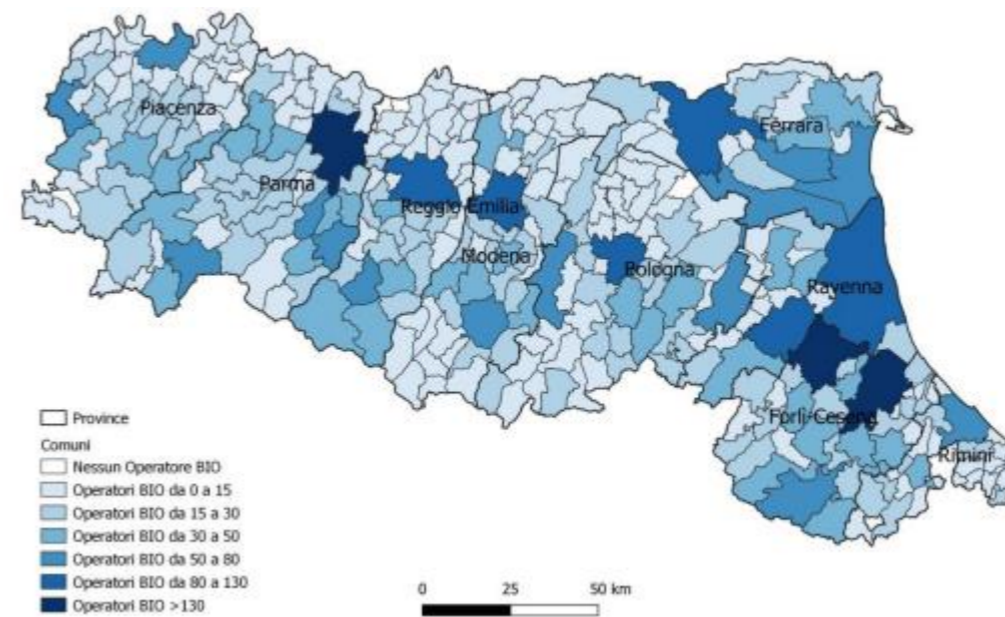 Piacenza
Ferrara
Parma
Reggio Emilia
Modena
Bologna
Ravenna
Forlì-Cesena
Rimini
Province
Comuni
Nessun Operatore BIO
Operatori BIO da 0 a 15
Operatori BIO da 15 a 30
Operatori BIO da 30 a 50
Operatori BIO da 50 a 80
Operatori BIO da 80 a 130
Operatori BIO >130
0 25 50 km